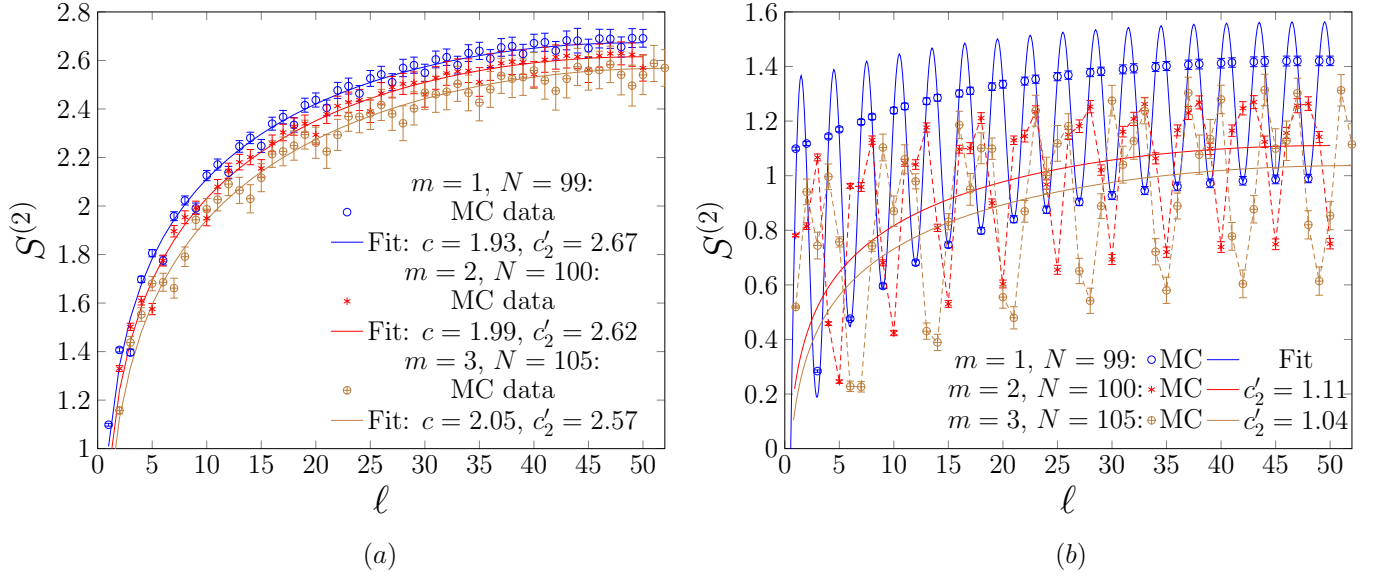 2.8
2.6
2.4
2.2
2
1.8
1.6
1.4
1.2
1
0 5 10 15 20 25 30 35 40 45 50
S^{(2)}
ℓ
m = 1, N = 99:
MC data
Fit: c = 1.93, c′₂ = 2.67
m = 2, N = 100:
MC data
Fit: c = 1.99, c′₂ = 2.62
m = 3, N = 105:
MC data
Fit: c = 2.05, c′₂ = 2.57
(a)
1.6
1.4
1.2
1
0.8
0.6
0.4
0.2
0
0 5 10 15 20 25 30 35 40 45 50
S^{(2)}
ℓ
m = 1, N = 99: MC Fit
m = 2, N = 100: MC c′₂ = 1.11
m = 3, N = 105: MC c′₂ = 1.04
(b)